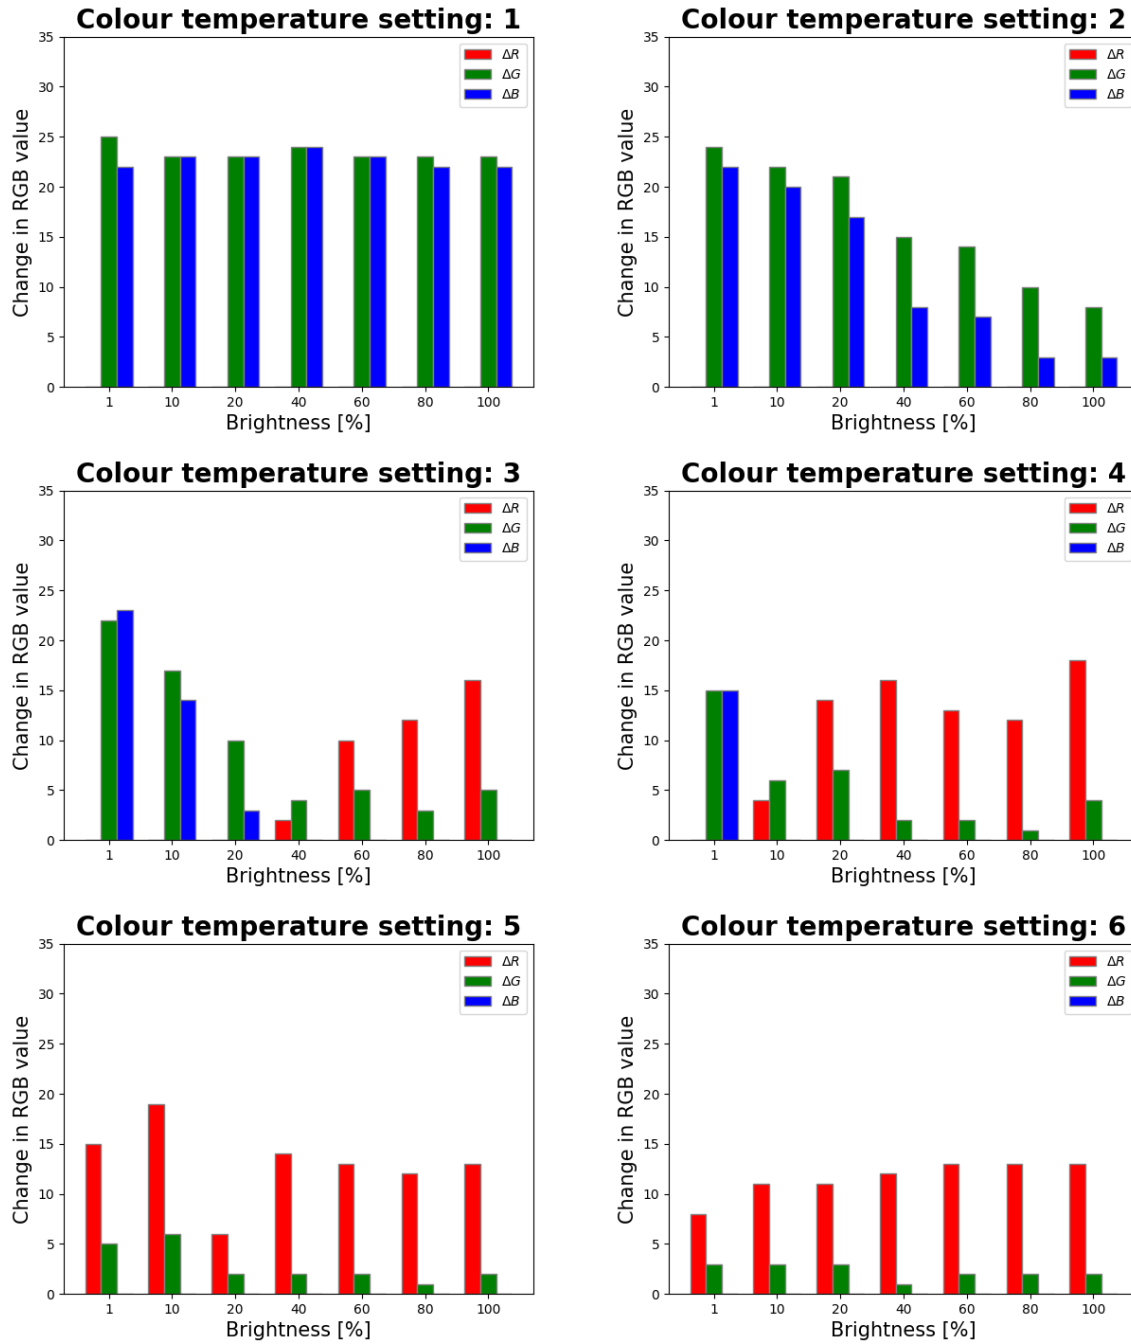 Colour temperature setting: 1
35
30
25
20
15
10
5
0
Change in RGB value
ΔR
ΔG
ΔB
1 10 20 40 60 80 100
Brightness [%]
Colour temperature setting: 2
35
30
25
20
15
10
5
0
Change in RGB value
ΔR
ΔG
ΔB
1 10 20 40 60 80 100
Brightness [%]
Colour temperature setting: 3
35
30
25
20
15
10
5
0
Change in RGB value
ΔR
ΔG
ΔB
1 10 20 40 60 80 100
Brightness [%]
Colour temperature setting: 4
35
30
25
20
15
10
5
0
Change in RGB value
ΔR
ΔG
ΔB
1 10 20 40 60 80 100
Brightness [%]
Colour temperature setting: 5
35
30
25
20
15
10
5
0
Change in RGB value
ΔR
ΔG
ΔB
1 10 20 40 60 80 100
Brightness [%]
Colour temperature setting: 6
35
30
25
20
15
10
5
0
Change in RGB value
ΔR
ΔG
ΔB
1 10 20 40 60 80 100
Brightness [%]